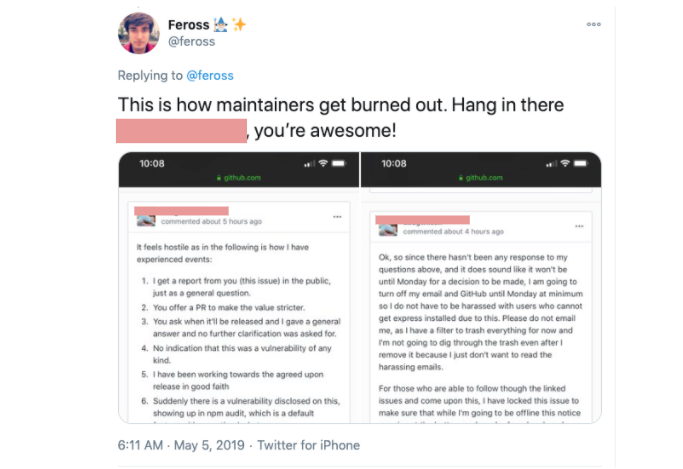 Feross
@feross
Replying to @feross
This is how maintainers get burned out. Hang in there
, you're awesome!
10:08
github.com
commented about 5 hours ago
It feels hostile as in the following is how I have
experienced events:
1. I get a report from you (this issue) in the public,
just as a general question.
2. You offer a PR to make the value stricter.
3. You ask when it'll be released and I gave a general
answer and no further clarification was asked for.
4. No indication that this was a vulnerability of any
kind.
5. I have been working towards the agreed upon
release in good faith
6. Suddenly there is a vulnerability disclosed on this,
showing up in npm audit, which is a default
10:08
github.com
commented about 4 hours ago
Ok, so since there hasn't been any response to my
questions above, and it does sound like it won't be
until Monday for a decision to be made, I am going to
turn off my email and GitHub until Monday at minimum
so I do not have to be harassed with users who cannot
get express installed due to this. Please do not email
me, as I have a filter to trash everything for now and
I'm not going to dig through the trash even after I
remove it because I just don't want to read the
harassing emails.
For those who are able to follow though the linked
issues and come upon this, I have locked this issue to
make sure that while I'm going to be offline this notice
6:11 AM · May 5, 2019 · Twitter for iPhone